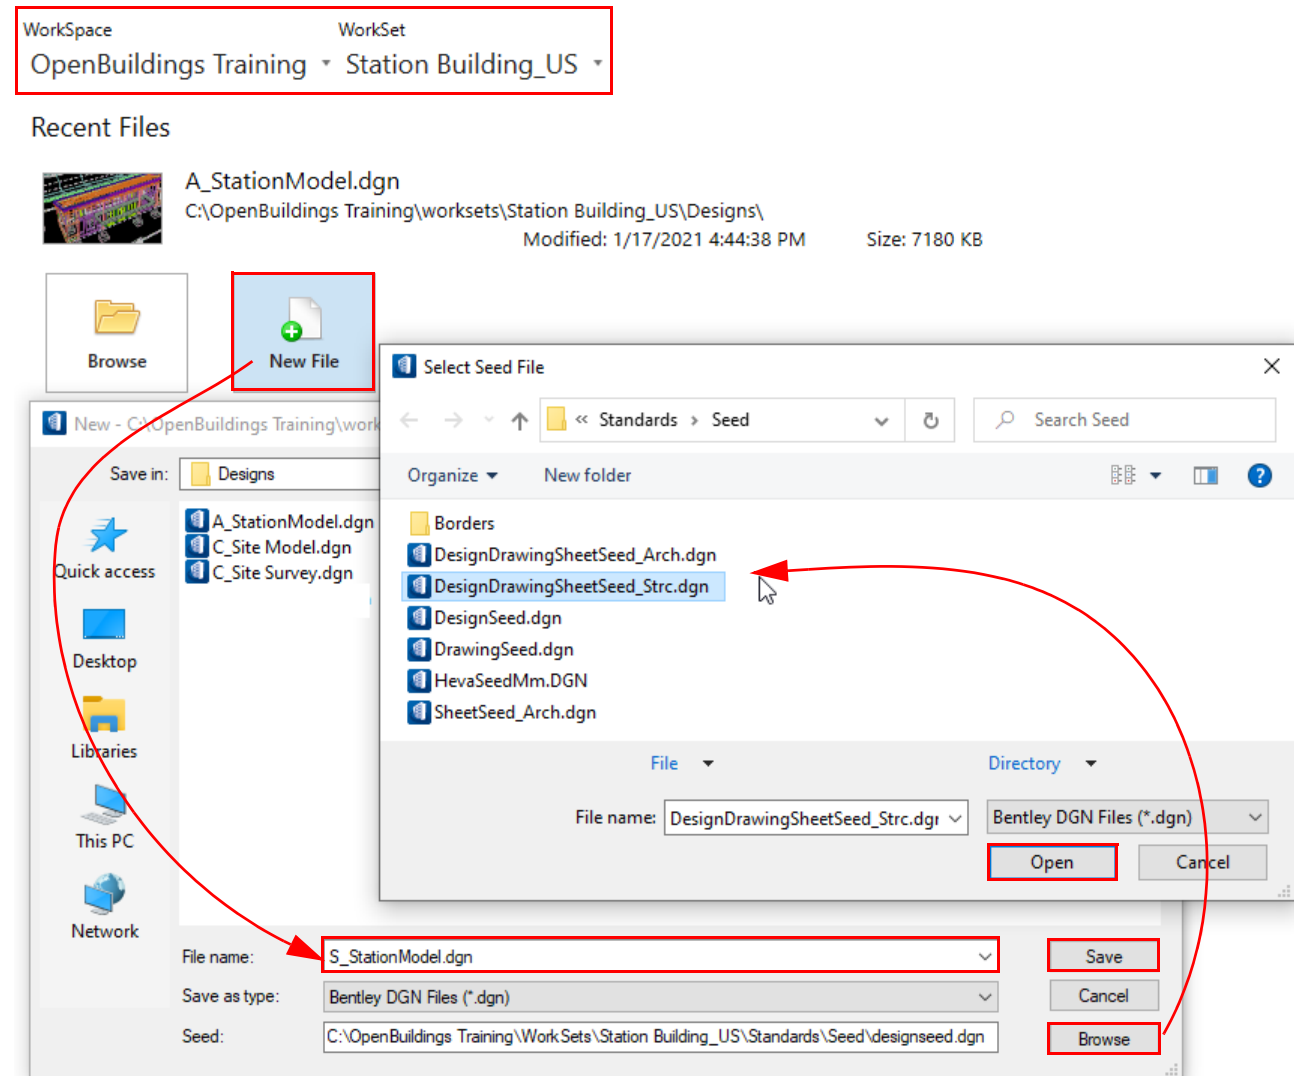 WorkSpace WorkSet
OpenBuildings Training Station Building_US
Recent Files
A_StationModel.dgn
C:\OpenBuildings Training\worksets\Station Building_US\Designs\
Modified: 1/17/2021 4:44:38 PM Size: 7180 KB
Browse
New File
Select Seed File
« Standards › Seed
Search Seed
Organize New folder
Borders
DesignDrawingSheetSeed_Arch.dgn
DesignDrawingSheetSeed_Strc.dgn
DesignSeed.dgn
DrawingSeed.dgn
HevaSeedMm.DGN
SheetSeed_Arch.dgn
File Directory
File name: DesignDrawingSheetSeed_Strc.dgr Bentley DGN Files (*.dgn)
Open Cancel
New - C:\OpenBuildings Training\work
Save in: Designs
Quick access
Desktop
Libraries
This PC
Network
A_StationModel.dgn
C_Site Model.dgn
C_Site Survey.dgn
File name: S_StationModel.dgn Save
Save as type: Bentley DGN Files (*.dgn) Cancel
Seed: C:\OpenBuildings Training\WorkSets\Station Building_US\Standards\Seed\designseed.dgn Browse